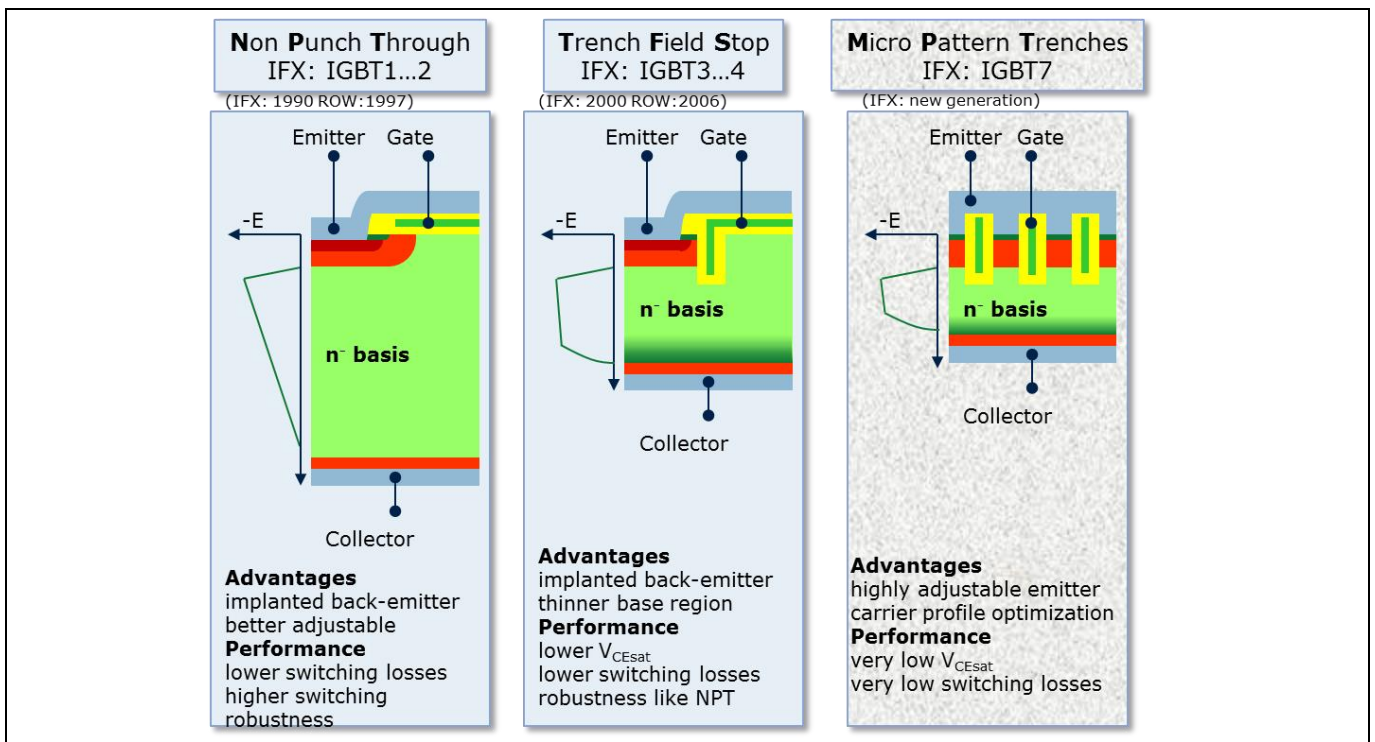 Non Punch Through
IFX: IGBT1...2
(IFX: 1990 ROW:1997)
Emitter Gate
-E
n⁻ basis
Collector
Advantages
implanted back-emitter
better adjustable
Performance
lower switching losses
higher switching
robustness
Trench Field Stop
IFX: IGBT3...4
(IFX: 2000 ROW:2006)
Emitter Gate
-E
n⁻ basis
Collector
Advantages
implanted back-emitter
thinner base region
Performance
lower VCEsat
lower switching losses
robustness like NPT
Micro Pattern Trenches
IFX: IGBT7
(IFX: new generation)
Emitter Gate
-E
n⁻ basis
Collector
Advantages
highly adjustable emitter
carrier profile optimization
Performance
very low VCEsat
very low switching losses